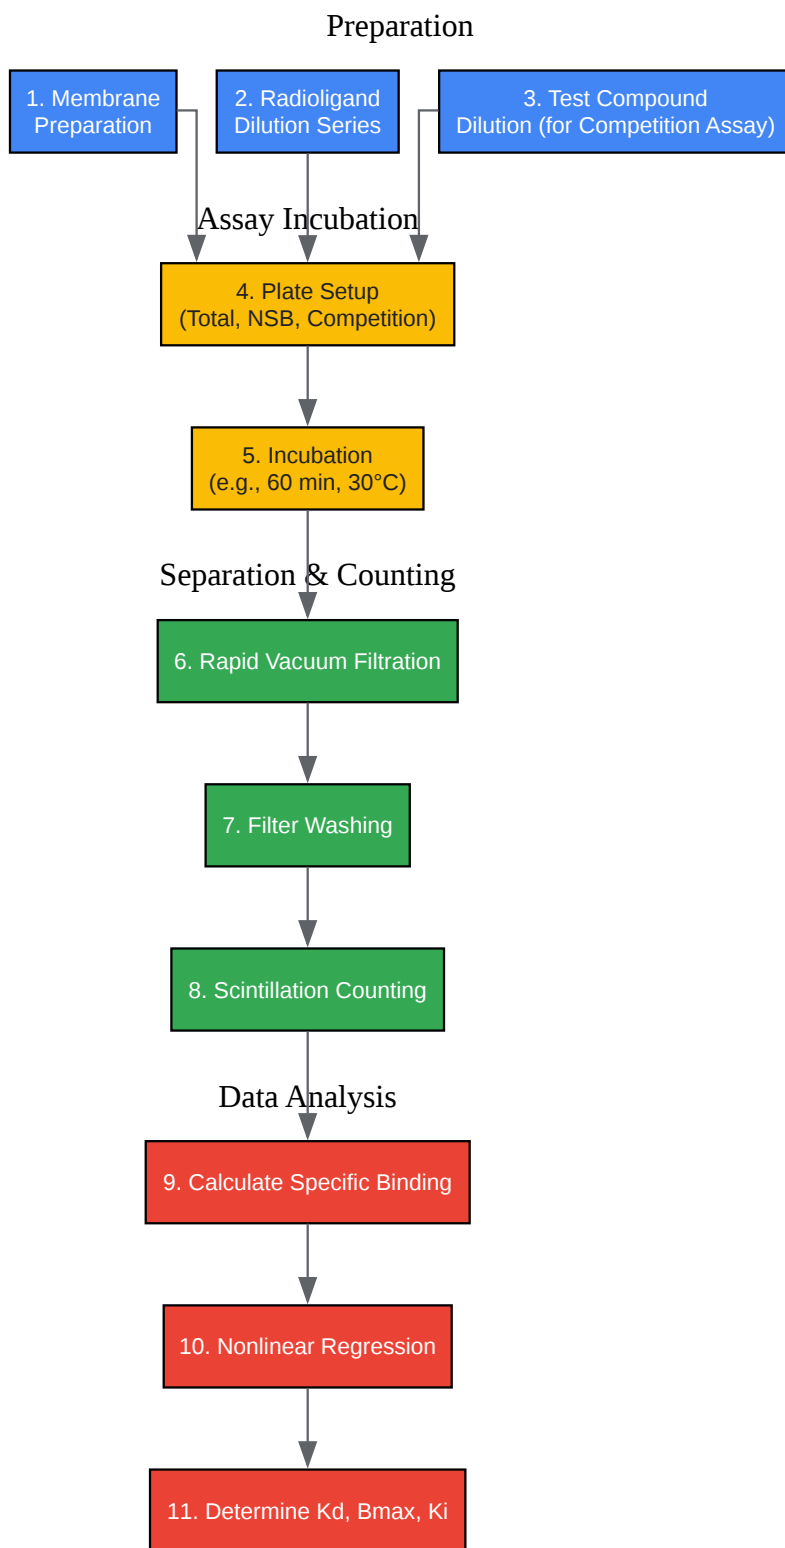 Preparation
1. Membrane
Preparation
2. Radioligand
Dilution Series
3. Test Compound
Dilution (for Competition Assay)
Assay Incubation
4. Plate Setup
(Total, NSB, Competition)
5. Incubation
(e.g., 60 min, 30°C)
Separation & Counting
6. Rapid Vacuum Filtration
7. Filter Washing
8. Scintillation Counting
Data Analysis
9. Calculate Specific Binding
10. Nonlinear Regression
11. Determine Kd, Bmax, Ki